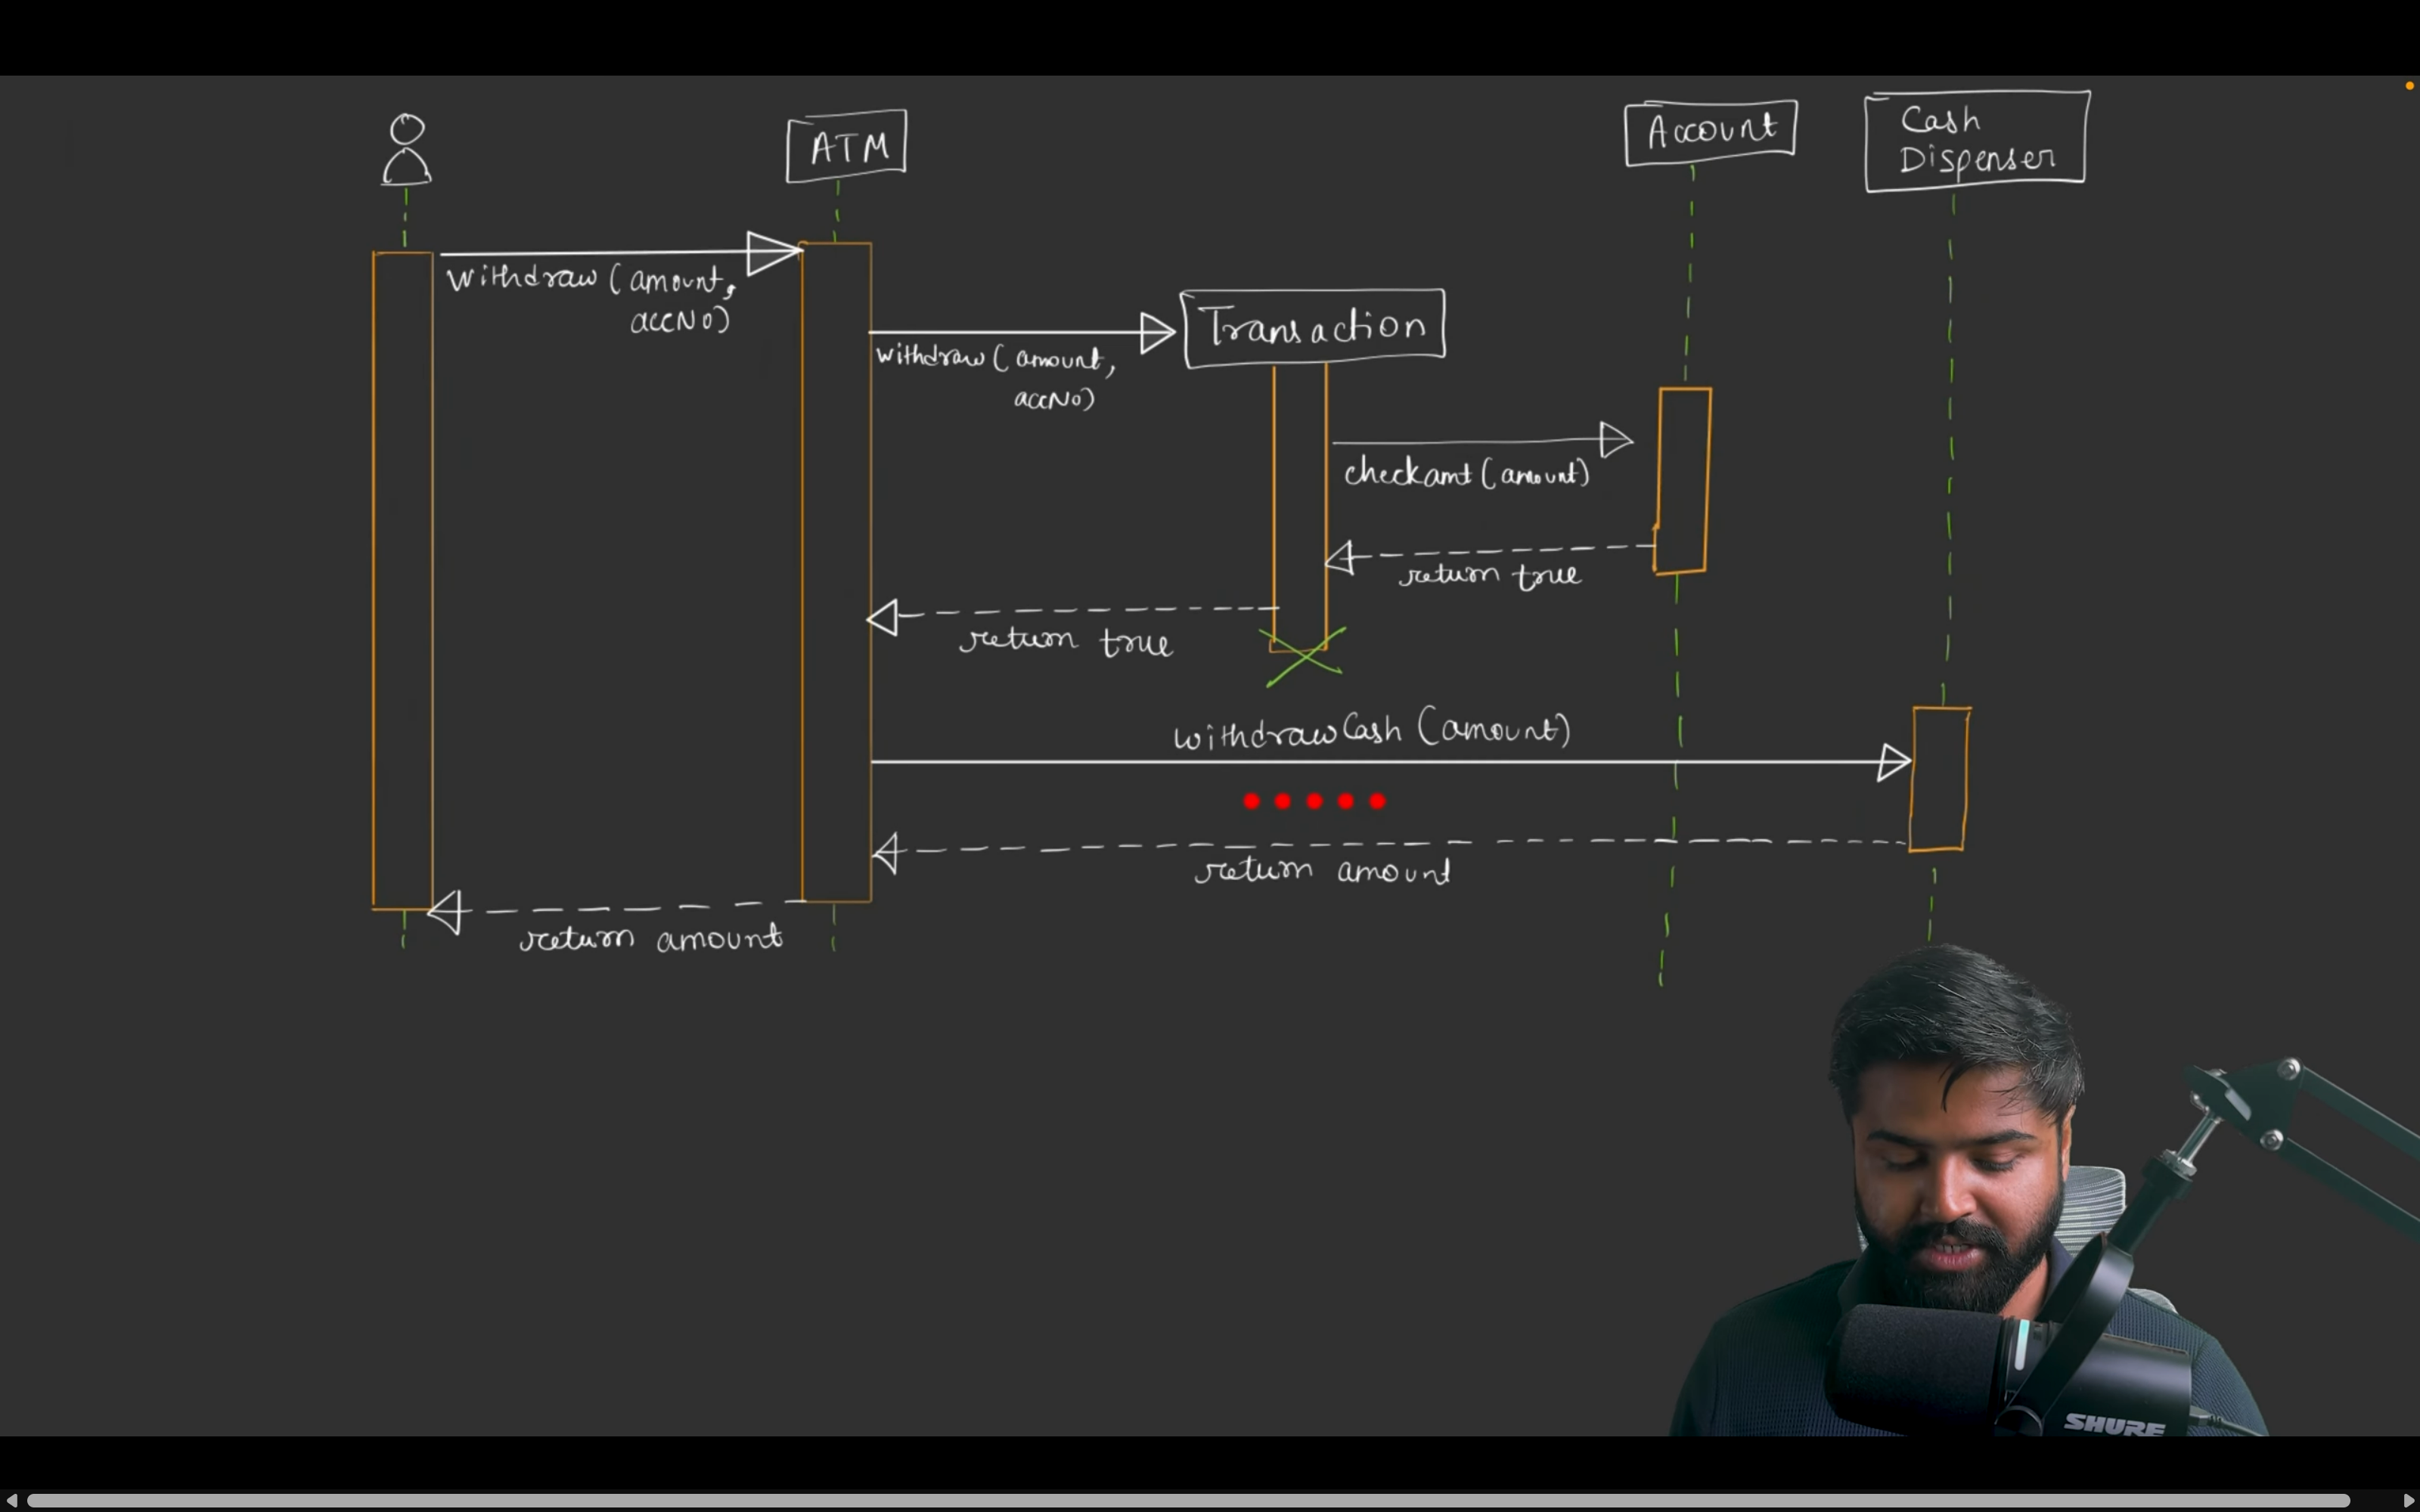 ATM
Account
Cash
Dispenser
withdraw (amount,
accNo)
Transaction
withdraw (amount,
accNo)
checkamt (amount)
return true
return true
withdrawCash (amount)
return amount
return amount
SHURE